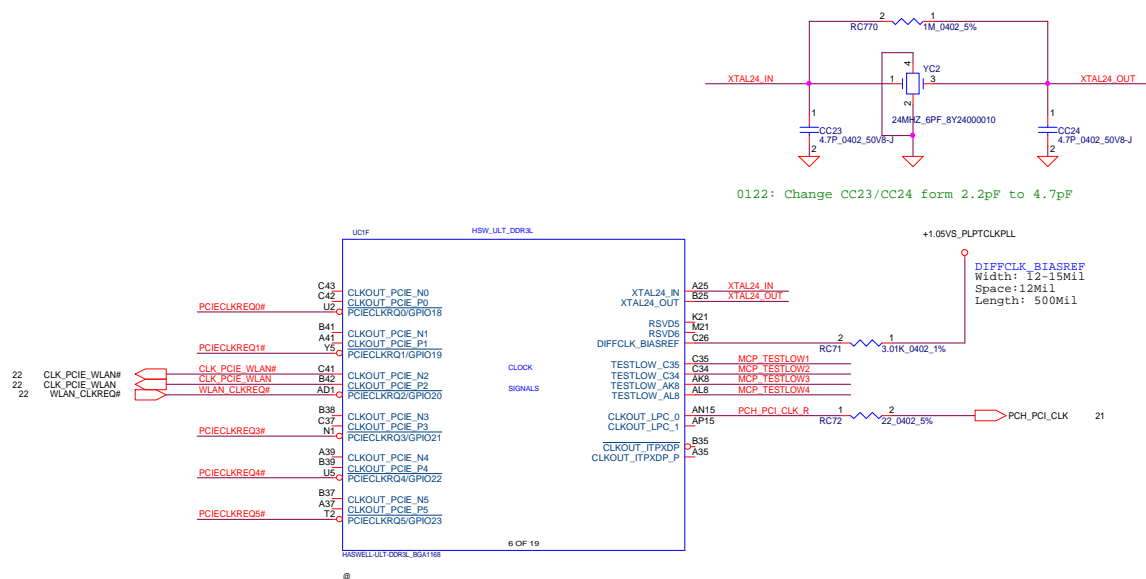 2 1
RC770 1M_0402_5%
XTAL24_IN
1
4
YC2
3
XTAL24_OUT
2
24MHZ_6PF_8Y24000010
1
CC23
4.7P_0402_50V8-J
2
1
CC24
4.7P_0402_50V8-J
2
0122: Change CC23/CC24 form 2.2pF to 4.7pF
UC1F
HSW_ULT_DDR3L
+1.05VS_PLPTCLKPLL
DIFFCLK_BIASREF
Width: 12-15Mil
Space:12Mil
Length: 500Mil
C43 CLKOUT_PCIE_N0
C42 CLKOUT_PCIE_P0
PCIECLKREQ0# U2 PCIECLKRQ0/GPIO18
B41 CLKOUT_PCIE_N1
A41 CLKOUT_PCIE_P1
PCIECLKREQ1# Y5 PCIECLKRQ1/GPIO19
22 CLK_PCIE_WLAN# CLK_PCIE_WLAN# C41 CLKOUT_PCIE_N2
22 CLK_PCIE_WLAN CLK_PCIE_WLAN B42 CLKOUT_PCIE_P2
22 WLAN_CLKREQ# WLAN_CLKREQ# AD1 PCIECLKRQ2/GPIO20
B38 CLKOUT_PCIE_N3
C37 CLKOUT_PCIE_P3
PCIECLKREQ3# N1 PCIECLKRQ3/GPIO21
A39 CLKOUT_PCIE_N4
B39 CLKOUT_PCIE_P4
PCIECLKREQ4# U5 PCIECLKRQ4/GPIO22
B37 CLKOUT_PCIE_N5
A37 CLKOUT_PCIE_P5
PCIECLKREQ5# T2 PCIECLKRQ5/GPIO23
CLOCK
SIGNALS
XTAL24_IN A25 XTAL24_IN
XTAL24_OUT B25 XTAL24_OUT
RSVD5 K21
RSVD6 M21
DIFFCLK_BIASREF C26 2 1
RC71 3.01K_0402_1%
TESTLOW_C35 C35 MCP_TESTLOW1
TESTLOW_C34 C34 MCP_TESTLOW2
TESTLOW_AK8 AK8 MCP_TESTLOW3
TESTLOW_AL8 AL8 MCP_TESTLOW4
CLKOUT_LPC_0 AN15 PCH_PCI_CLK_R 1 2 PCH_PCI_CLK 21
CLKOUT_LPC_1 AP15 RC72 22_0402_5%
CLKOUT_ITPXDP B35
CLKOUT_ITPXDP_P A35
6 OF 19
HASWELL-ULT-DDR3L_BGA1168
@